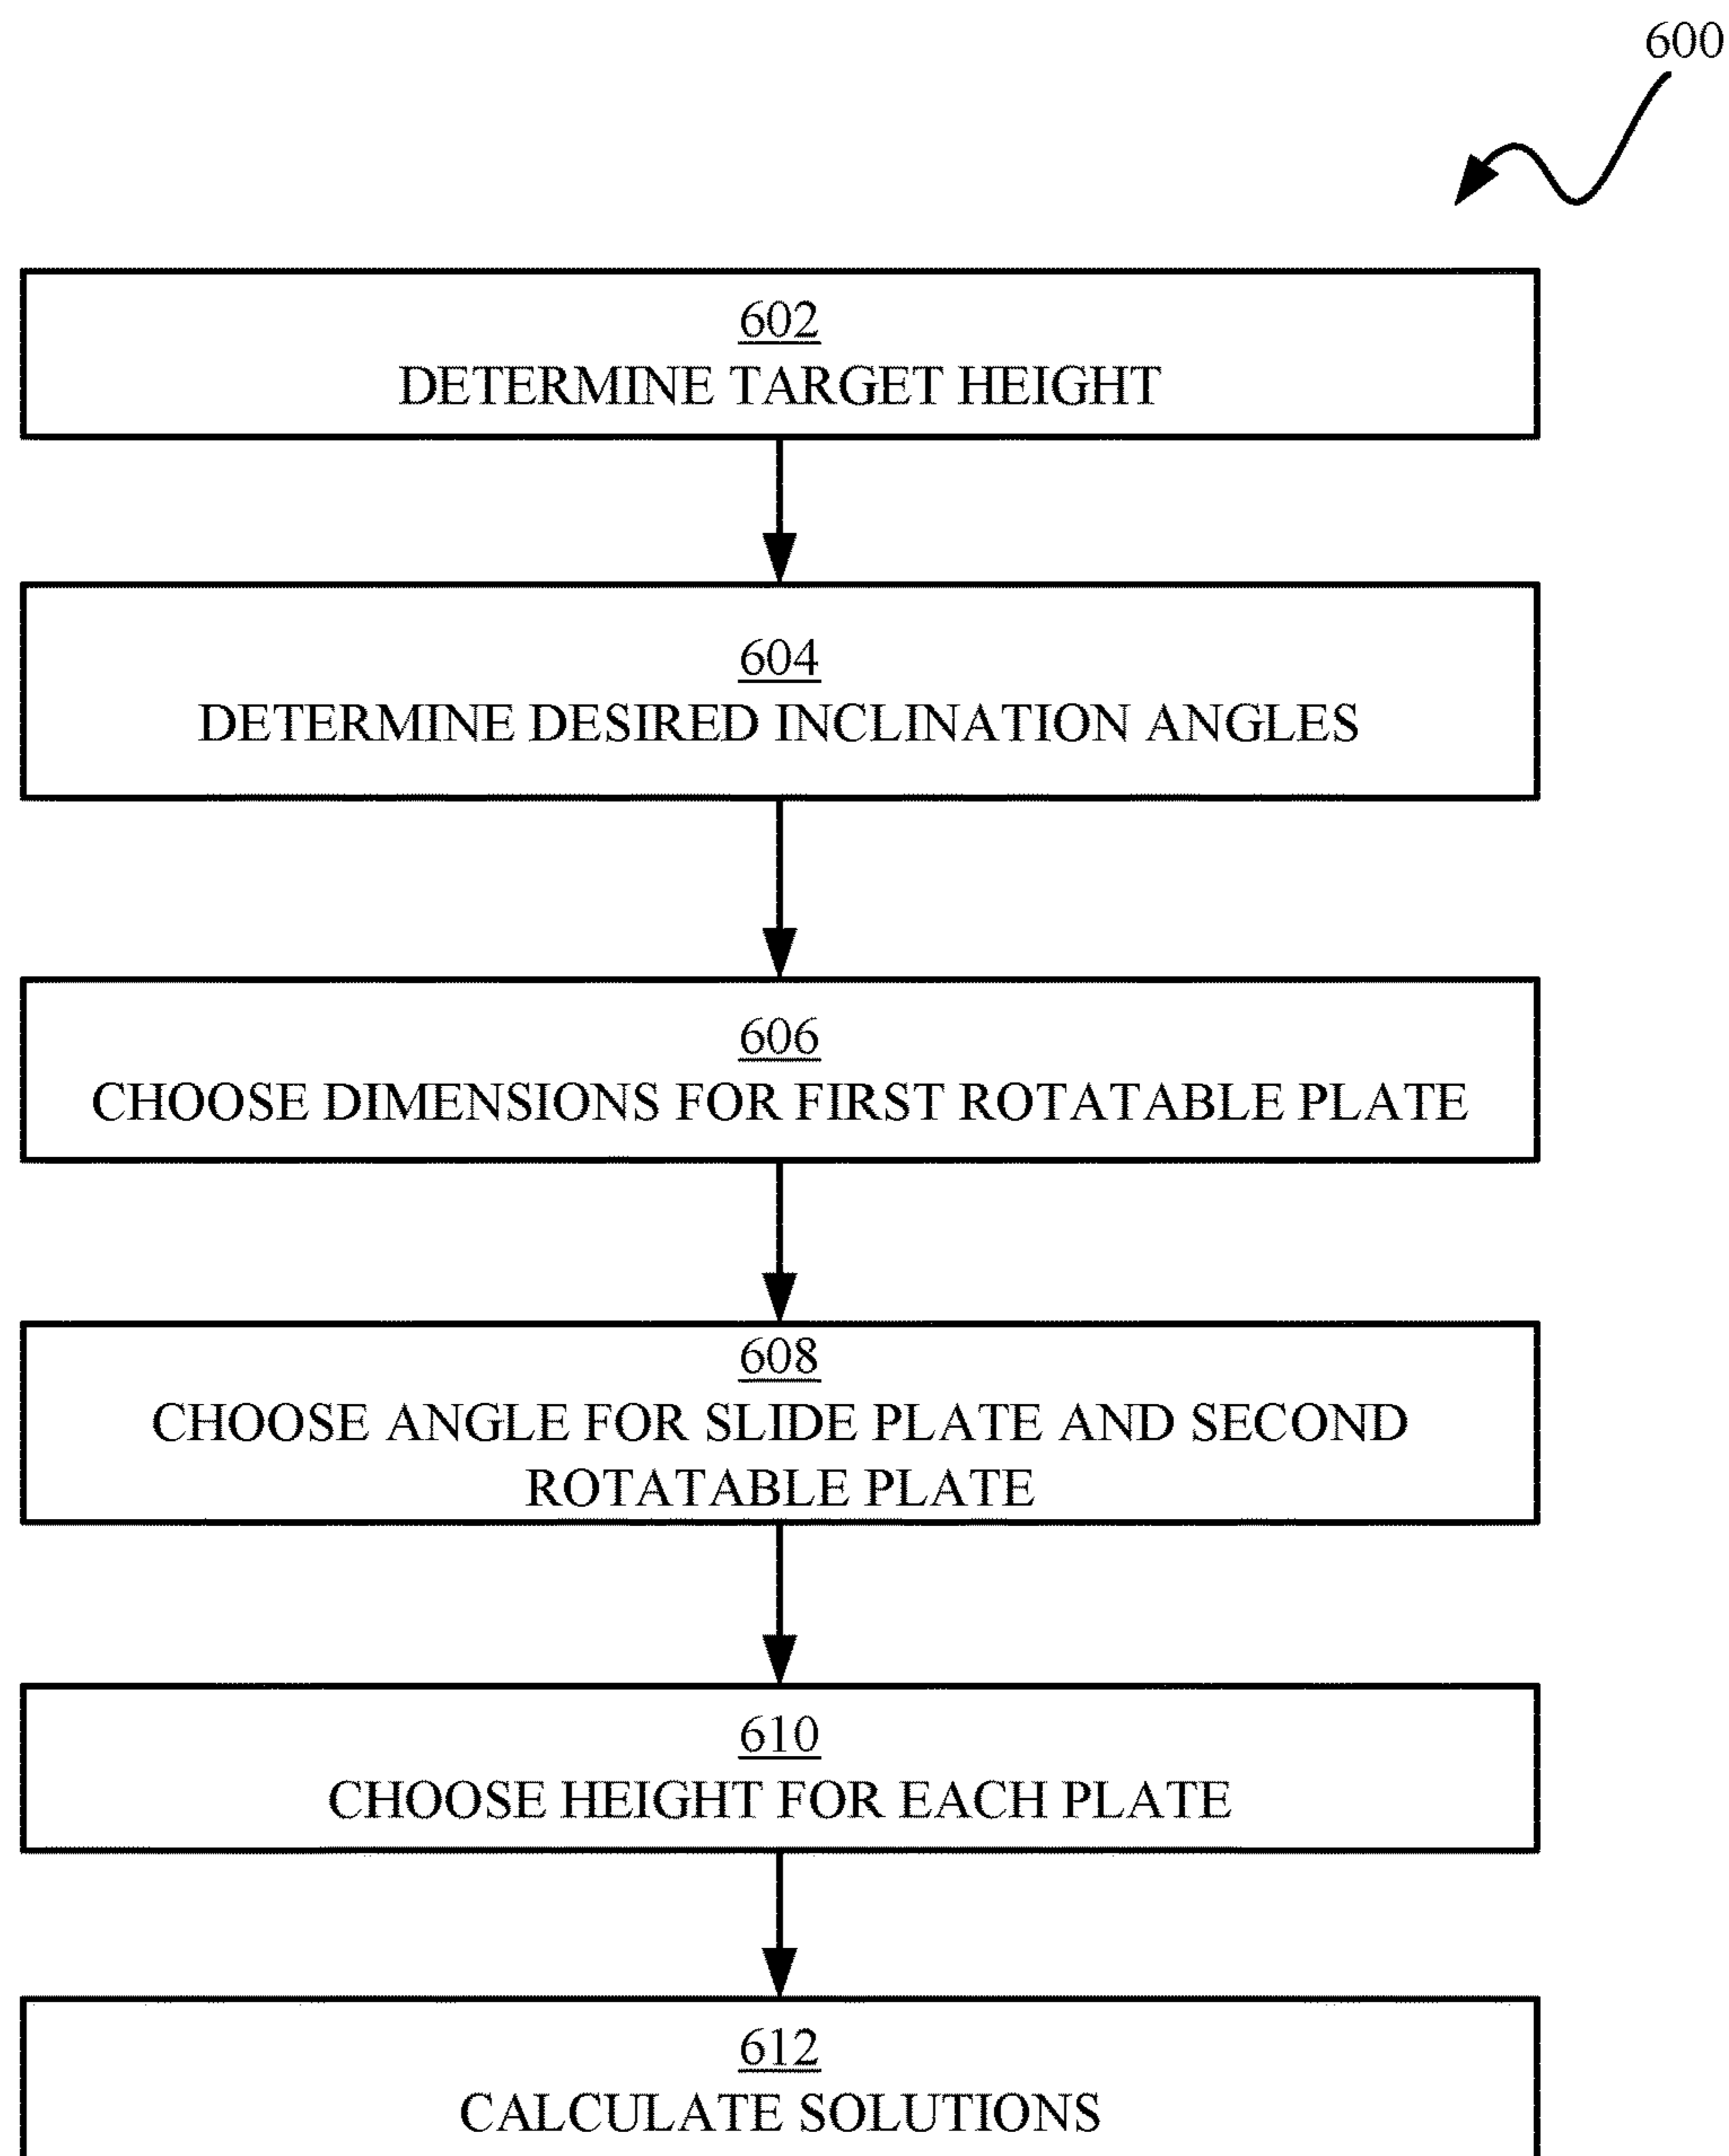 600
602
DETERMINE TARGET HEIGHT
604
DETERMINE DESIRED INCLINATION ANGLES
606
CHOOSE DIMENSIONS FOR FIRST ROTATABLE PLATE
608
CHOOSE ANGLE FOR SLIDE PLATE AND SECOND
ROTATABLE PLATE
610
CHOOSE HEIGHT FOR EACH PLATE
612
CALCULATE SOLUTIONS